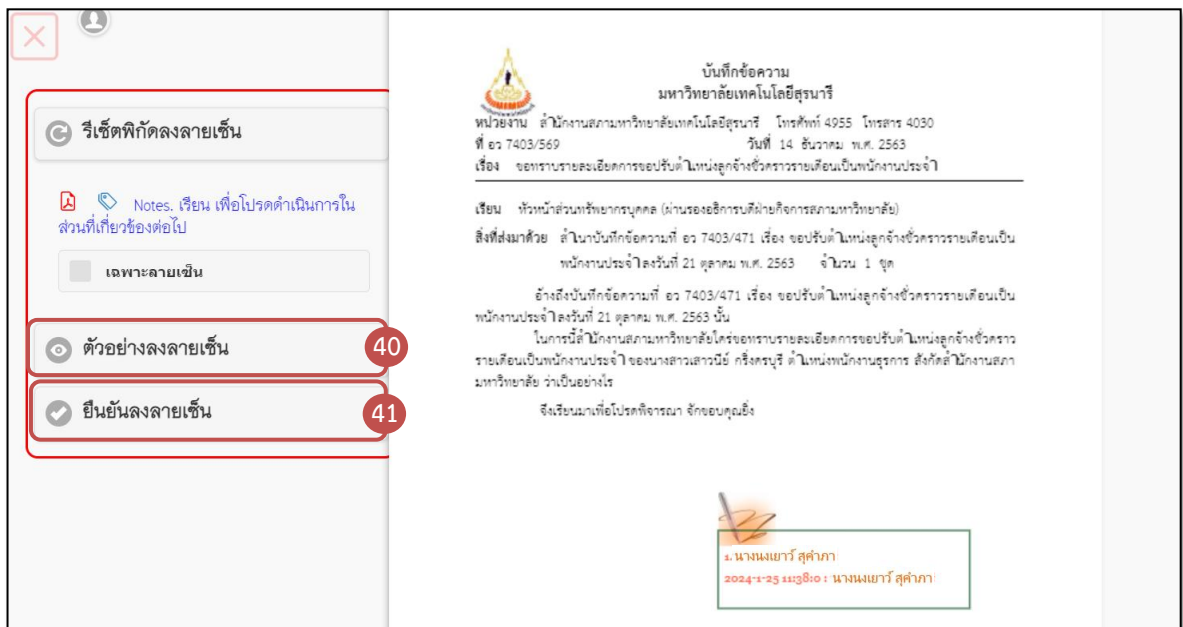 รีเซ็ตพิกัดลงลายเซ็น
Notes. เรียน เพื่อโปรดดำเนินการใน
ส่วนที่เกี่ยวข้องต่อไป
เฉพาะลายเซ็น
ตัวอย่างลงลายเซ็น
40
ยืนยันลงลายเซ็น
41
บันทึกข้อความ
มหาวิทยาลัยเทคโนโลยีสุรนารี
หน่วยงาน สำนักงานสภามหาวิทยาลัยเทคโนโลยีสุรนารี โทรศัพท์ 4955 โทรสาร 4030
ที่ อว 7403/569 วันที่ 14 ธันวาคม พ.ศ. 2563
เรื่อง ขอทราบรายละเอียดการขอปรับตำแหน่งลูกจ้างชั่วคราวรายเดือนเป็นพนักงานประจำ
เรียน หัวหน้าส่วนทรัพยากรบุคคล (ผ่านรองอธิการบดีฝ่ายกิจการสภามหาวิทยาลัย)
สิ่งที่ส่งมาด้วย สำเนาบันทึกข้อความที่ อว 7403/471 เรื่อง ขอปรับตำแหน่งลูกจ้างชั่วคราวรายเดือนเป็น
พนักงานประจำ ลงวันที่ 21 ตุลาคม พ.ศ. 2563 จำนวน 1 ชุด
อ้างถึงบันทึกข้อความที่ อว 7403/471 เรื่อง ขอปรับตำแหน่งลูกจ้างชั่วคราวรายเดือนเป็น
พนักงานประจำ ลงวันที่ 21 ตุลาคม พ.ศ. 2563 นั้น
ในการนี้สำนักงานสภามหาวิทยาลัยใคร่ขอทราบรายละเอียดการขอปรับตำแหน่งลูกจ้างชั่วคราว
รายเดือนเป็นพนักงานประจำ ของนางสาวเสาวนีย์ กริ่งครบุรี ตำแหน่งพนักงานธุรการ สังกัดสำนักงานสภา
มหาวิทยาลัย ว่าเป็นอย่างไร
จึงเรียนมาเพื่อโปรดพิจารณา จักขอบคุณยิ่ง
1. นางนงเยาว์ สุคำภา
2024-1-25 11:38:0 : นางนงเยาว์ สุคำภา